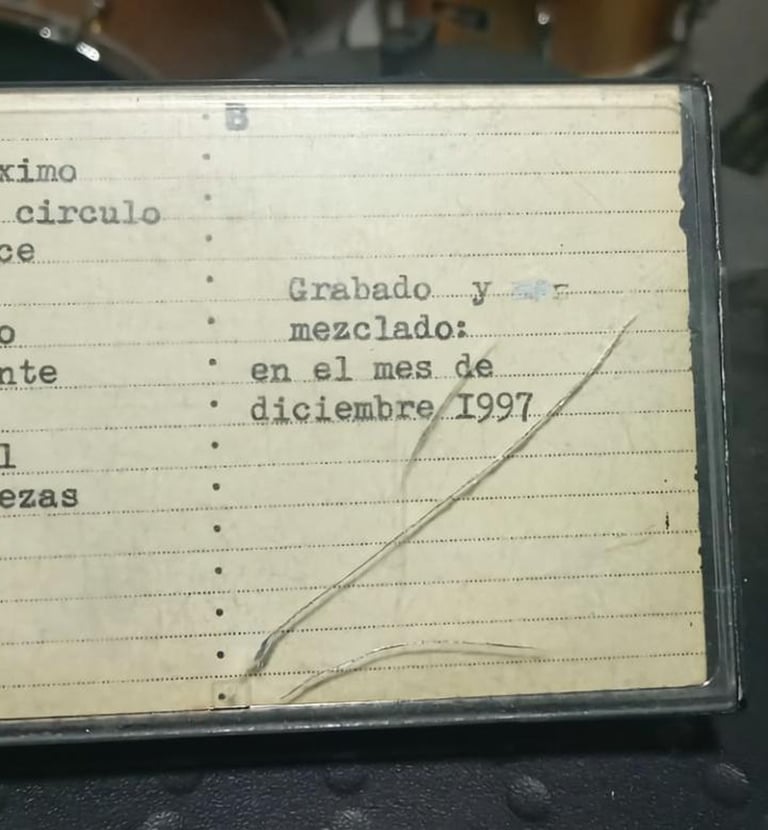 B
ximo
circulo
ce
Grabado y
o
mezclado:
nte
en el mes de
diciembre I997
l
ezas